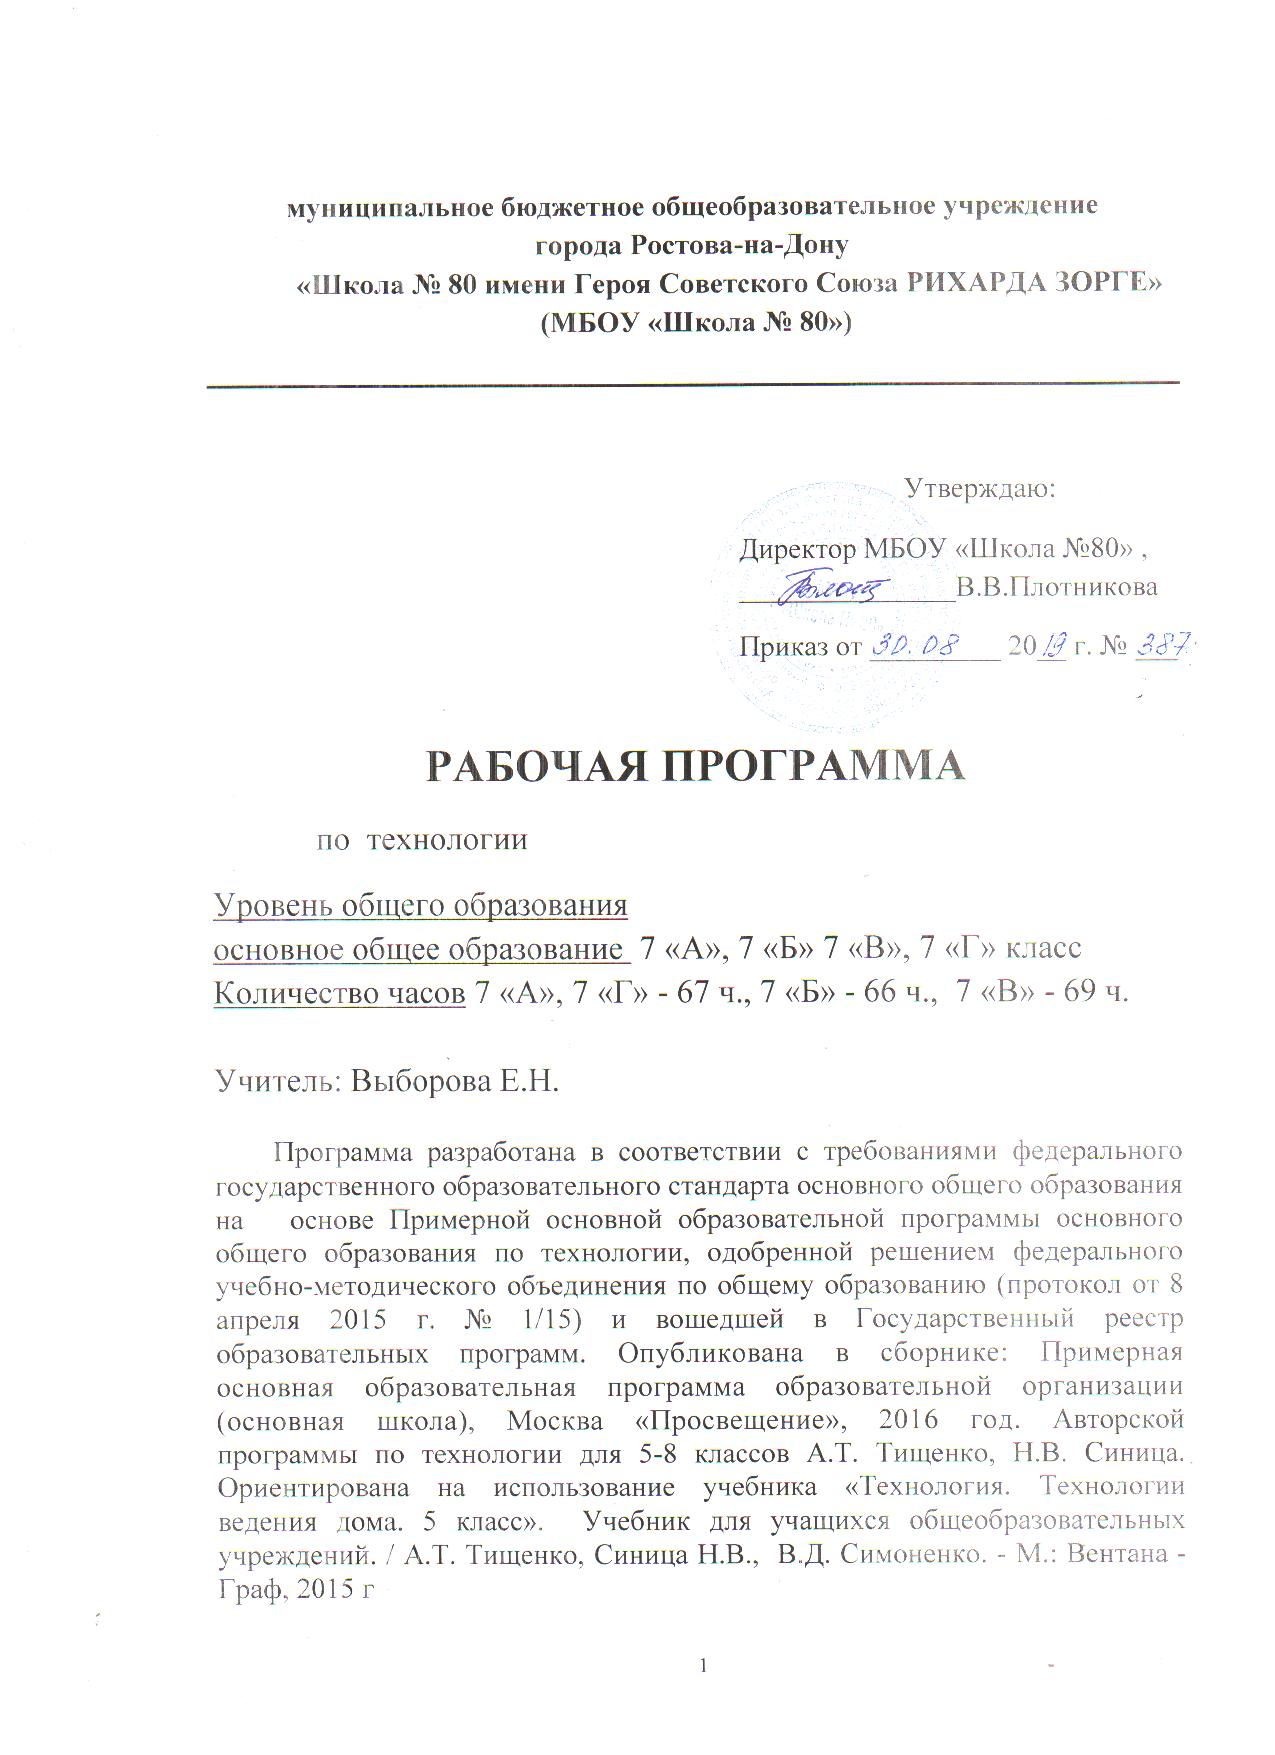 муниципальное бюджетное общеобразовательное учреждение
города Ростова-на-Дону
«Школа № 80 имени Героя Советского Союза РИХАРДА ЗОРГЕ»
(МБОУ «Школа № 80»)
Утверждаю:
Директор МБОУ «Школа №80» ,
_______________В.В.Плотникова
Приказ от 30.08 2019 г. № 387
РАБОЧАЯ ПРОГРАММА
по технологии
Уровень общего образования
основное общее образование 7 «А», 7 «Б» 7 «В», 7 «Г» класс
Количество часов 7 «А», 7 «Г» - 67 ч., 7 «Б» - 66 ч., 7 «В» - 69 ч.
Учитель: Выборова Е.Н.
Программа разработана в соответствии с требованиями федерального
государственного образовательного стандарта основного общего образования
на основе Примерной основной образовательной программы основного
общего образования по технологии, одобренной решением федерального
учебно-методического объединения по общему образованию (протокол от 8
апреля 2015 г. № 1/15) и вошедшей в Государственный реестр
образовательных программ. Опубликована в сборнике: Примерная
основная образовательная программа образовательной организации
(основная школа), Москва «Просвещение», 2016 год. Авторской
программы по технологии для 5-8 классов А.Т. Тищенко, Н.В. Синица.
Ориентирована на использование учебника «Технология. Технологии
ведения дома. 5 класс». Учебник для учащихся общеобразовательных
учреждений. / А.Т. Тищенко, Синица Н.В., В.Д. Симоненко. - М.: Вентана -
Граф, 2015 г
1